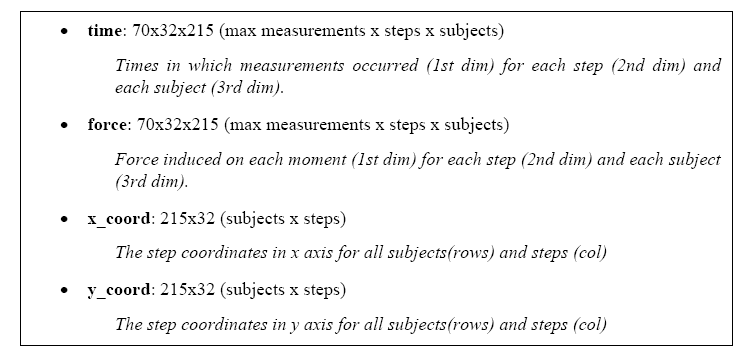 • time: 70x32x215 (max measurements x steps x subjects)
Times in which measurements occurred (1st dim) for each step (2nd dim) and
each subject (3rd dim).
• force: 70x32x215 (max measurements x steps x subjects)
Force induced on each moment (1st dim) for each step (2nd dim) and each subject
(3rd dim).
• x_coord: 215x32 (subjects x steps)
The step coordinates in x axis for all subjects(rows) and steps (col)
• y_coord: 215x32 (subjects x steps)
The step coordinates in y axis for all subjects(rows) and steps (col)